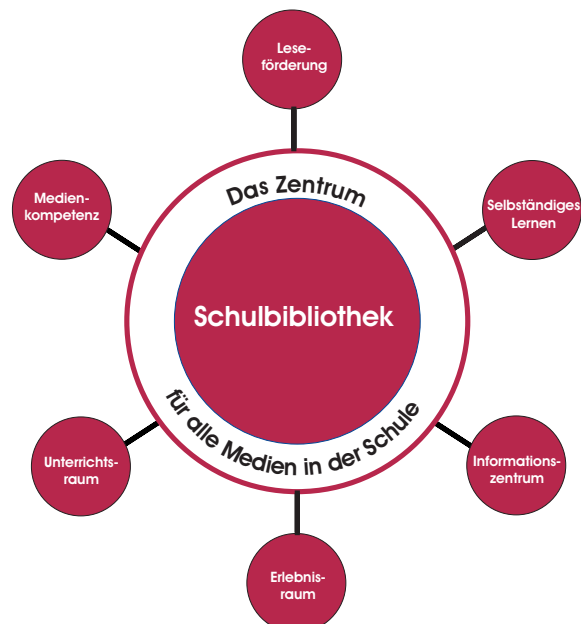 Lese-
förderung
Das Zentrum
Medien-
kompetenz
Selbständiges
Lernen
Schulbibliothek
für alle Medien in der Schule
Unterrichts-
raum
Informations-
zentrum
Erlebnis-
raum